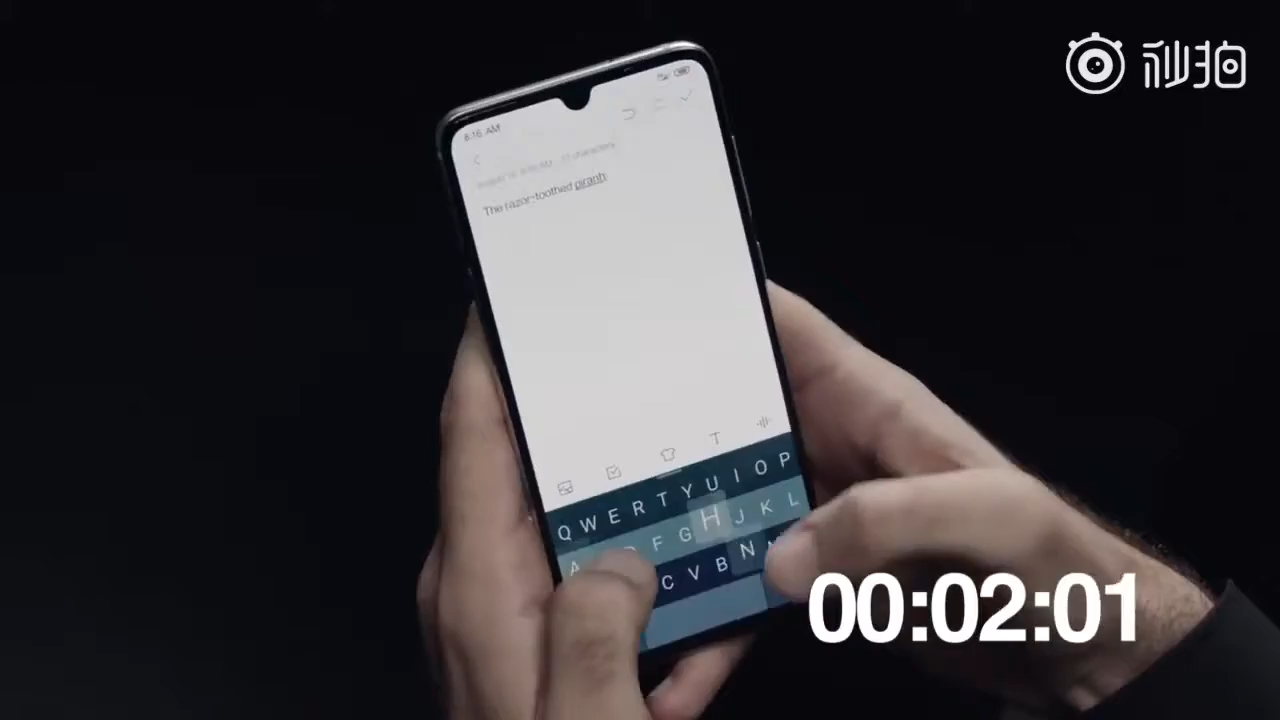 秒拍
8:16 AM
The razor-toothed piranh
Q W E R T Y U I O P
A F G H J K L
C V B N
00:02:01